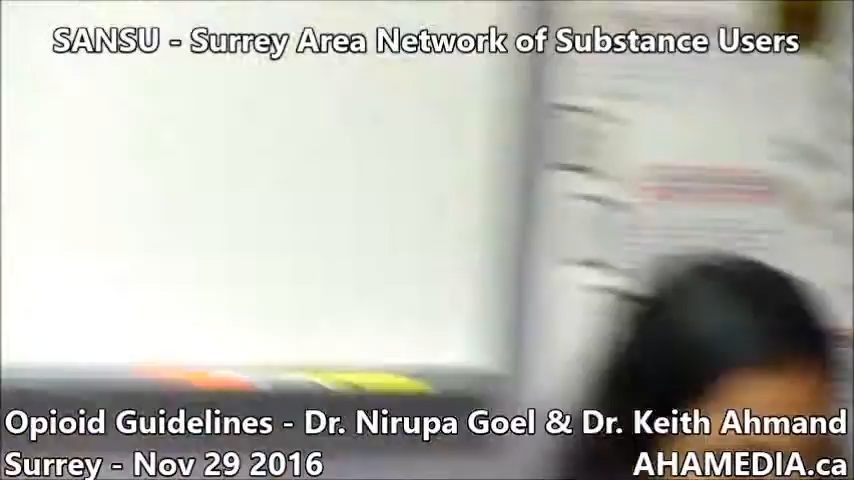 SANSU - Surrey Area Network of Substance Users
Opioid Guidelines - Dr. Nirupa Goel & Dr. Keith Ahmand
Surrey - Nov 29 2016
AHAMEDIA.ca